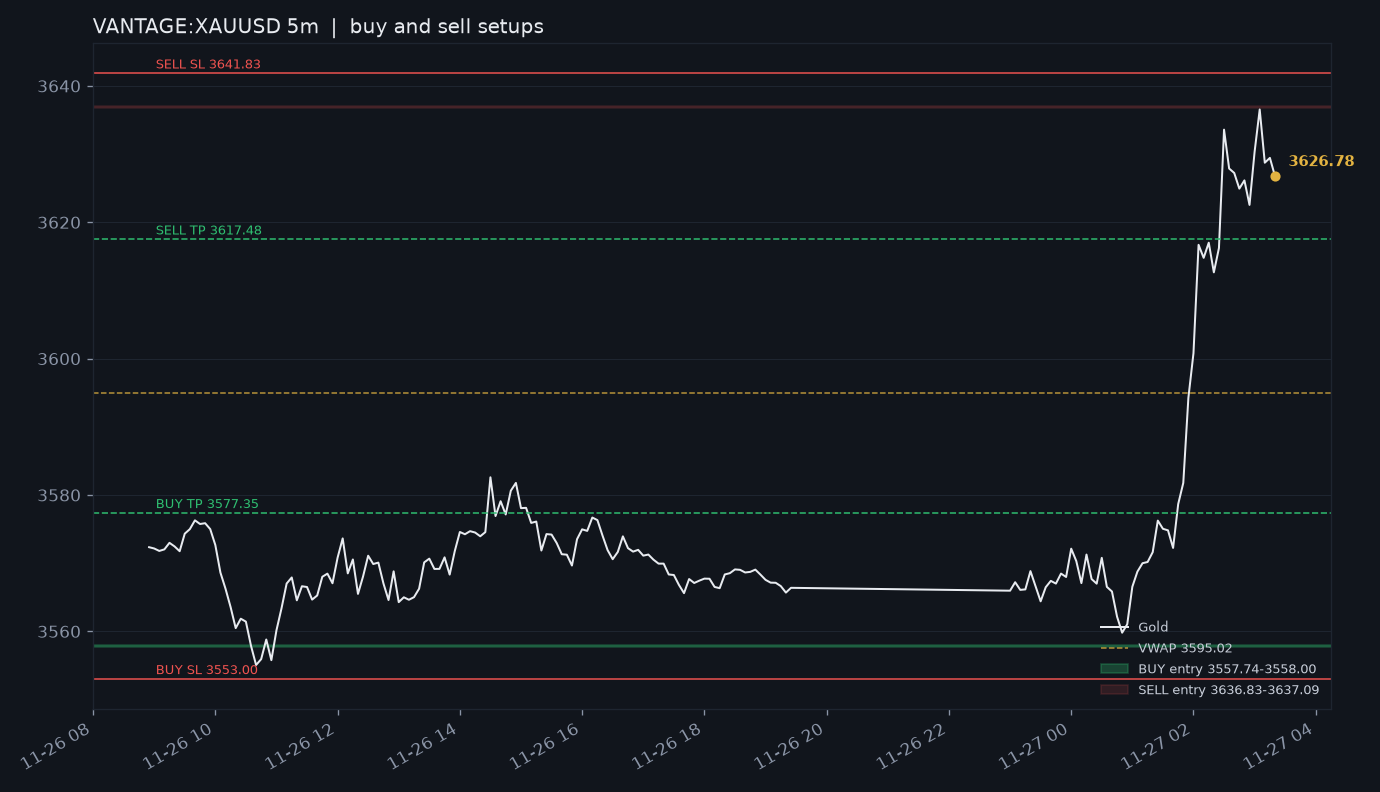 VANTAGE:XAUUSD 5m | buy and sell setups
SELL SL 3641.83
3640
3626.78
SELL TP 3617.48
3620
3600
BUY TP 3577.35
3580
3560
BUY SL 3553.00
Gold
VWAP 3595.02
BUY entry 3557.74-3558.00
SELL entry 3636.83-3637.09
11-26 08
11-26 10
11-26 12
11-26 14
11-26 16
11-26 18
11-26 20
11-26 22
11-27 00
11-27 02
11-27 04